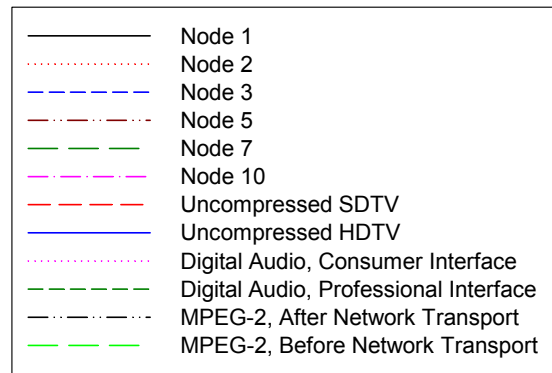 Node 1
Node 2
Node 3
Node 5
Node 7
Node 10
Uncompressed SDTV
Uncompressed HDTV
Digital Audio, Consumer Interface
Digital Audio, Professional Interface
MPEG-2, After Network Transport
MPEG-2, Before Network Transport